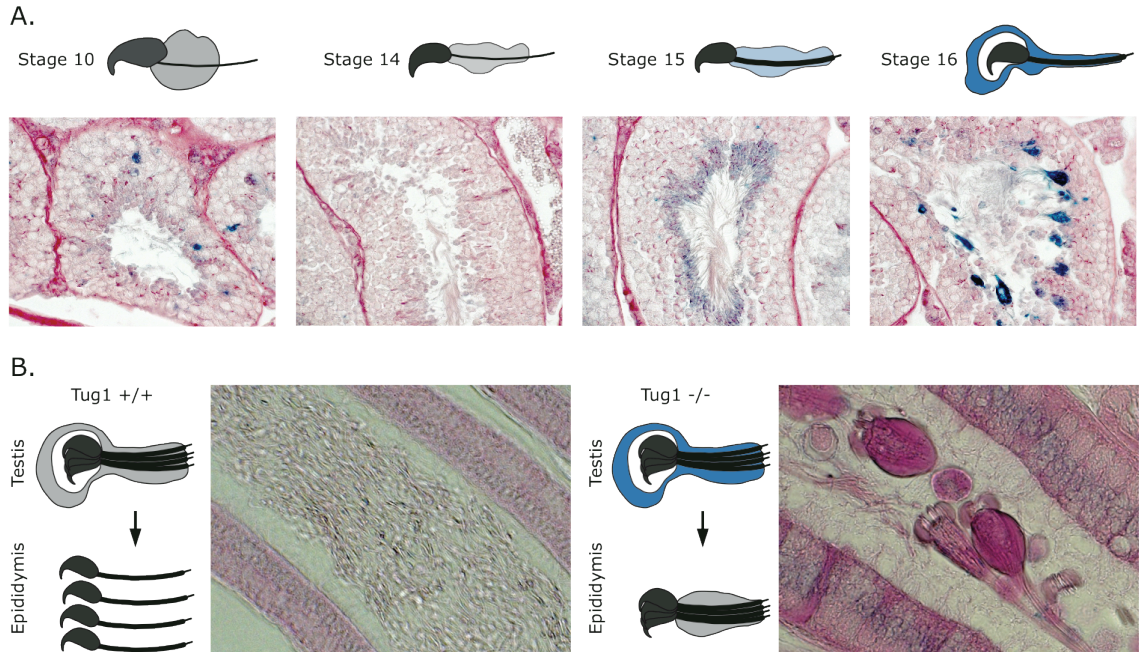 A.
Stage 10
Stage 14
Stage 15
Stage 16
B.
Tug1 +/+
Tug1 -/-
Testis
Testis
Epididymis
Epididymis